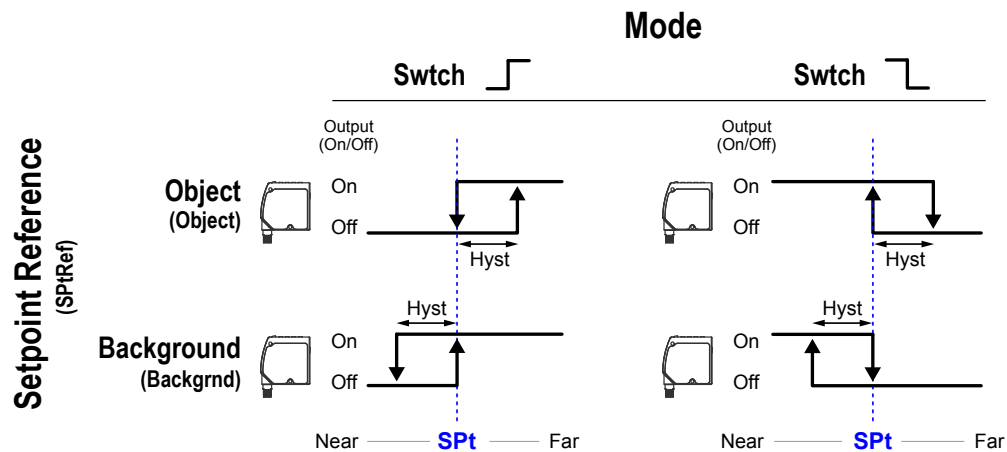 Mode
Swtch
Swtch
Setpoint Reference
(SPtRef)
Output
(On/Off)
Output
(On/Off)
Object
(Object)
On
Off
Hyst
On
Off
Hyst
Background
(Backgrnd)
Hyst
On
Off
Hyst
On
Off
Near SPt Far
Near SPt Far